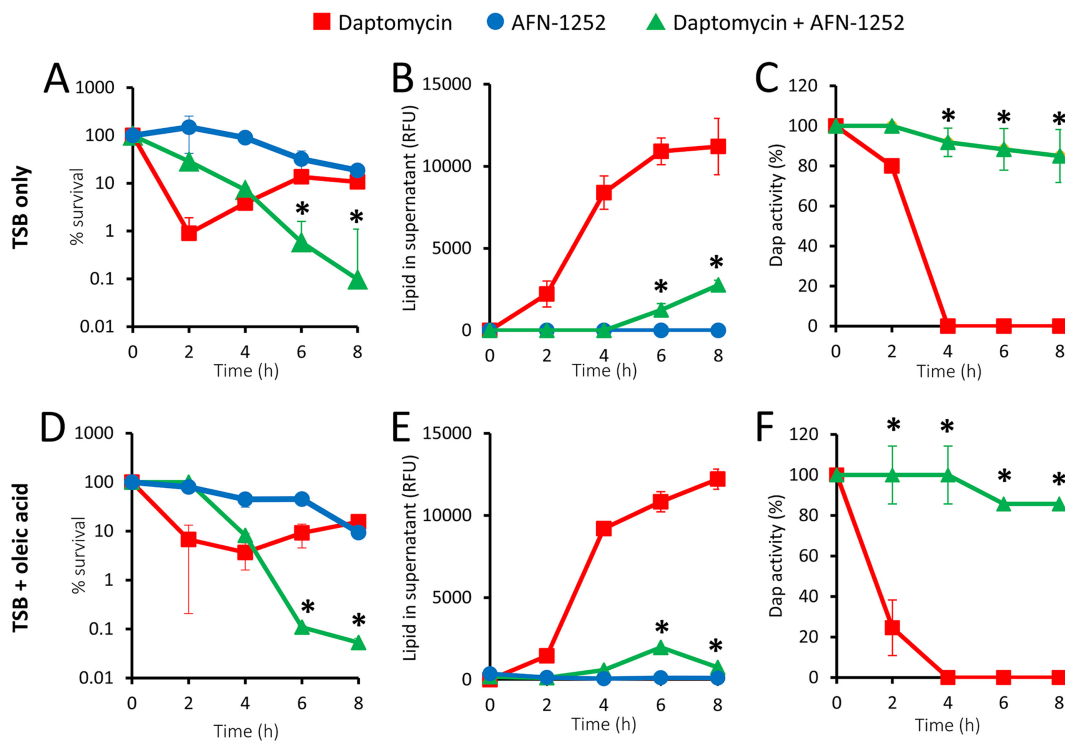 Daptomycin AFN-1252 Daptomycin + AFN-1252
TSB only
A
% survival
1000
100
10
1
0.1
0.01
0 2 4 6 8
Time (h)
* *
B
Lipid in supernatant (RFU)
15000
10000
5000
0
0 2 4 6 8
Time (h)
* *
C
Dap activity (%)
120
100
80
60
40
20
0
0 2 4 6 8
Time (h)
* * *
TSB + oleic acid
D
% survival
1000
100
10
1
0.1
0.01
0 2 4 6 8
Time (h)
* *
E
Lipid in supernatant (RFU)
15000
10000
5000
0
0 2 4 6 8
Time (h)
* *
F
Dap activity (%)
120
100
80
60
40
20
0
0 2 4 6 8
Time (h)
* * * *